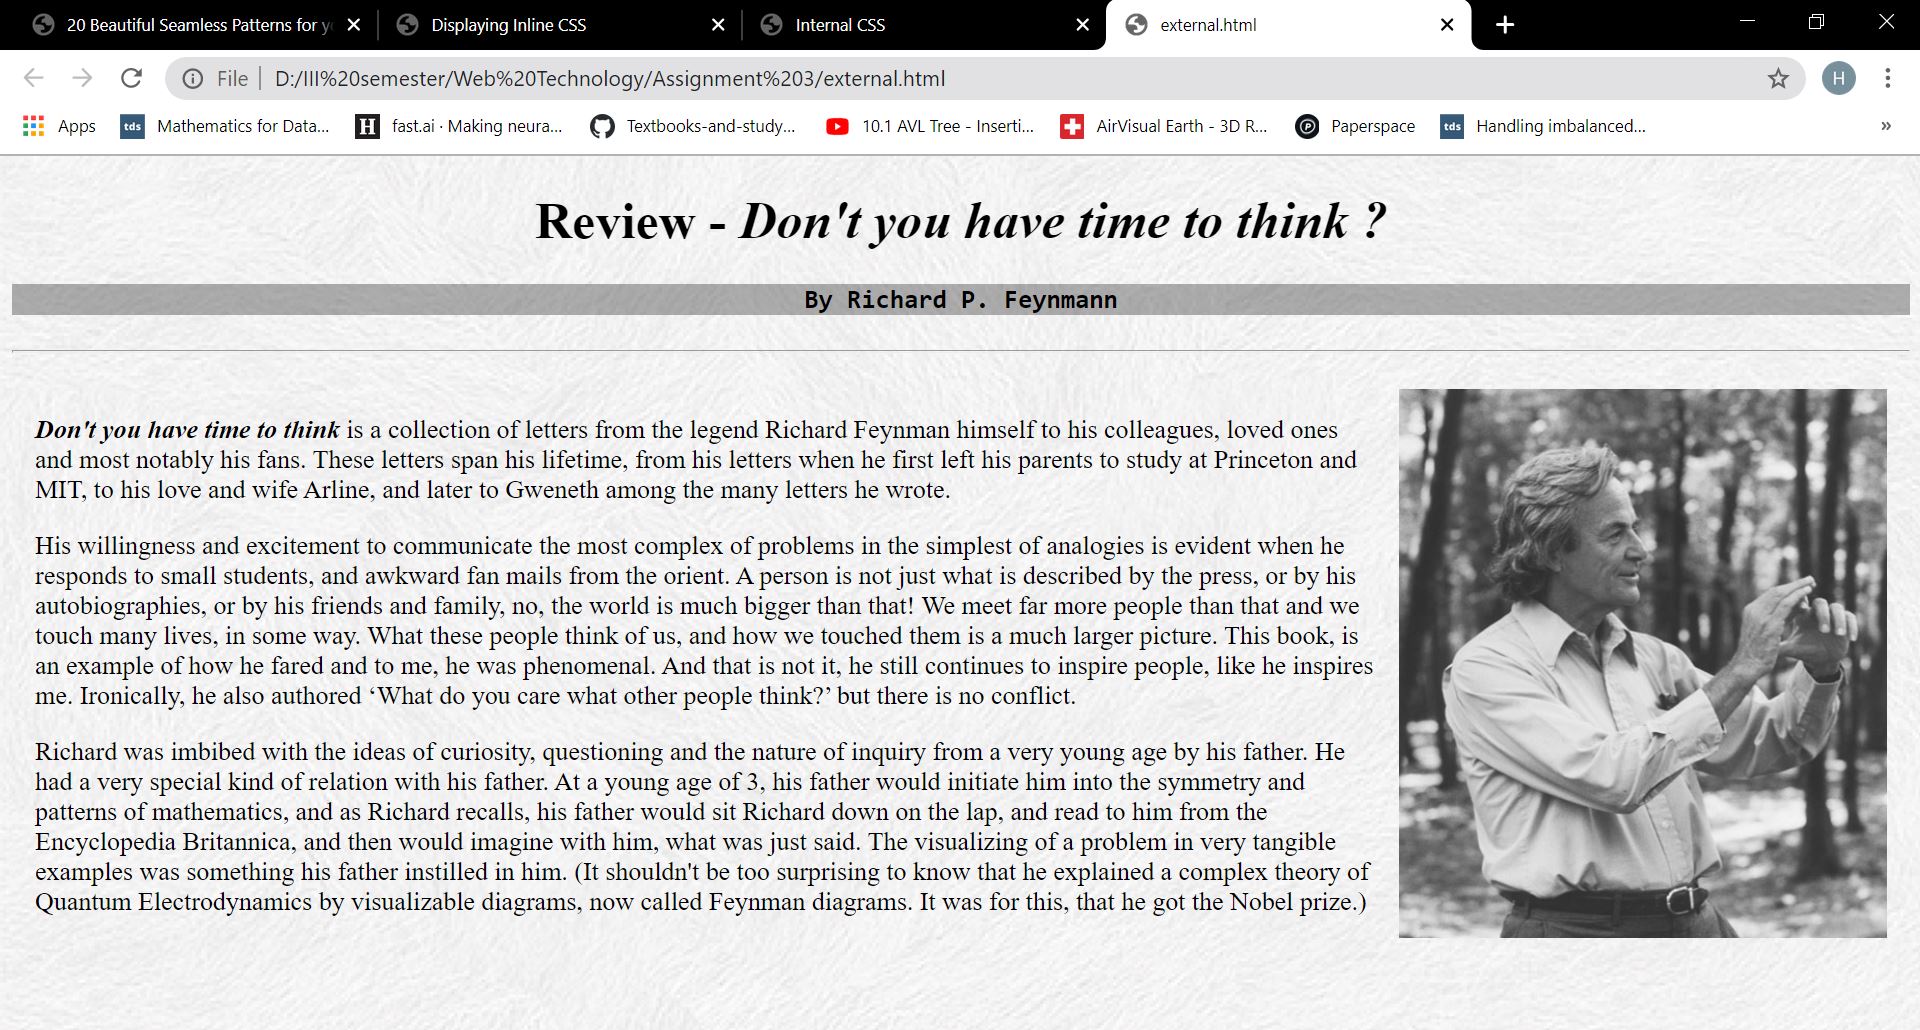 20 Beautiful Seamless Patterns for y
Displaying Inline CSS
Internal CSS
external.html
File
D:/III%20semester/Web%20Technology/Assignment%203/external.html
H
Apps
tds Mathematics for Data...
H fast.ai · Making neura...
Textbooks-and-study...
10.1 AVL Tree - Inserti...
AirVisual Earth - 3D R...
P Paperspace
tds Handling imbalanced...
»
Review - Don't you have time to think ?
By Richard P. Feynmann
Don't you have time to think is a collection of letters from the legend Richard Feynman himself to his colleagues, loved ones
and most notably his fans. These letters span his lifetime, from his letters when he first left his parents to study at Princeton and
MIT, to his love and wife Arline, and later to Gweneth among the many letters he wrote.
His willingness and excitement to communicate the most complex of problems in the simplest of analogies is evident when he
responds to small students, and awkward fan mails from the orient. A person is not just what is described by the press, or by his
autobiographies, or by his friends and family, no, the world is much bigger than that! We meet far more people than that and we
touch many lives, in some way. What these people think of us, and how we touched them is a much larger picture. This book, is
an example of how he fared and to me, he was phenomenal. And that is not it, he still continues to inspire people, like he inspires
me. Ironically, he also authored ‘What do you care what other people think?’ but there is no conflict.
Richard was imbibed with the ideas of curiosity, questioning and the nature of inquiry from a very young age by his father. He
had a very special kind of relation with his father. At a young age of 3, his father would initiate him into the symmetry and
patterns of mathematics, and as Richard recalls, his father would sit Richard down on the lap, and read to him from the
Encyclopedia Britannica, and then would imagine with him, what was just said. The visualizing of a problem in very tangible
examples was something his father instilled in him. (It shouldn't be too surprising to know that he explained a complex theory of
Quantum Electrodynamics by visualizable diagrams, now called Feynman diagrams. It was for this, that he got the Nobel prize.)